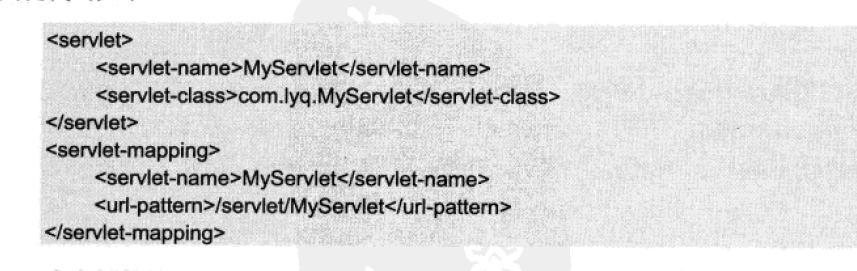 <servlet>
<servlet-name>MyServlet</servlet-name>
<servlet-class>com.lyq.MyServlet</servlet-class>
</servlet>
<servlet-mapping>
<servlet-name>MyServlet</servlet-name>
<url-pattern>/servlet/MyServlet</url-pattern>
</servlet-mapping>